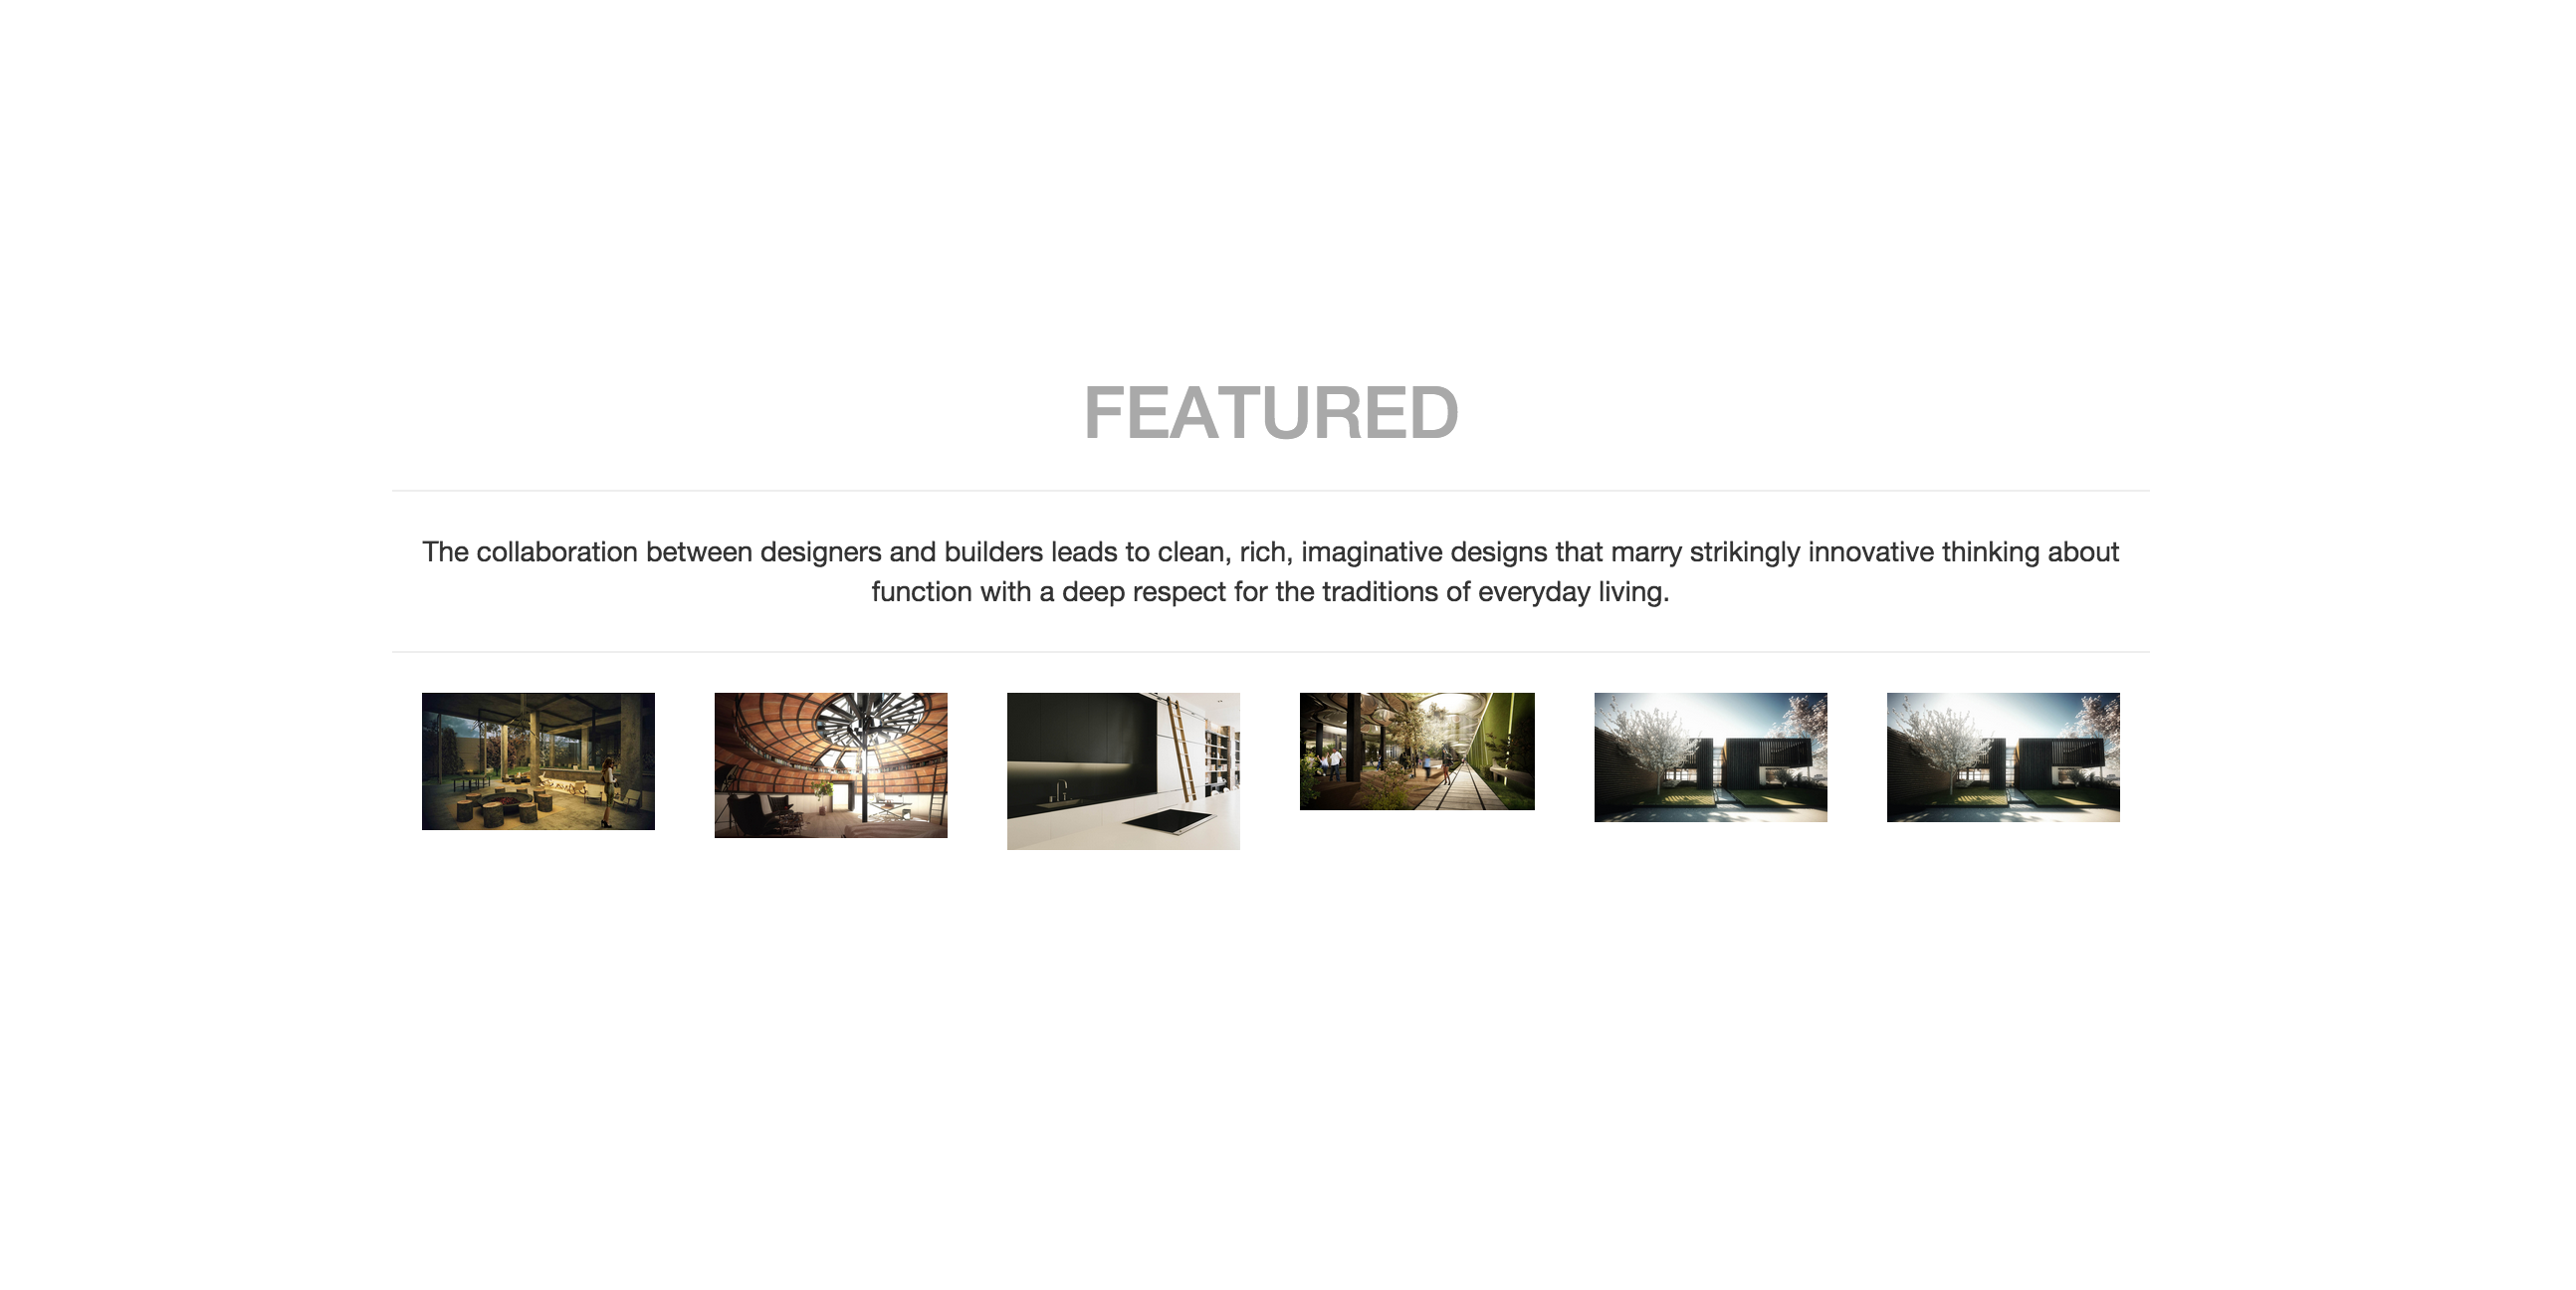 FEATURED
The collaboration between designers and builders leads to clean, rich, imaginative designs that marry strikingly innovative thinking about
function with a deep respect for the traditions of everyday living.